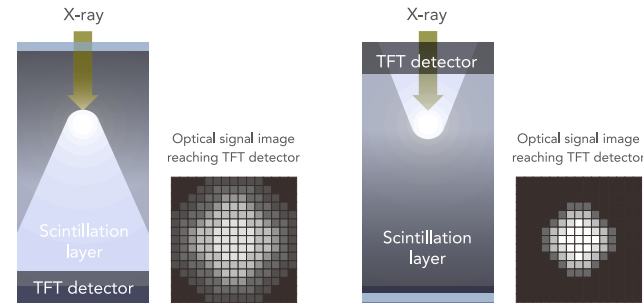 X-ray
Optical signal image
reaching TFT detector
Scintillation
layer
TFT detector
X-ray
TFT detector
Optical signal image
reaching TFT detector
Scintillation
layer